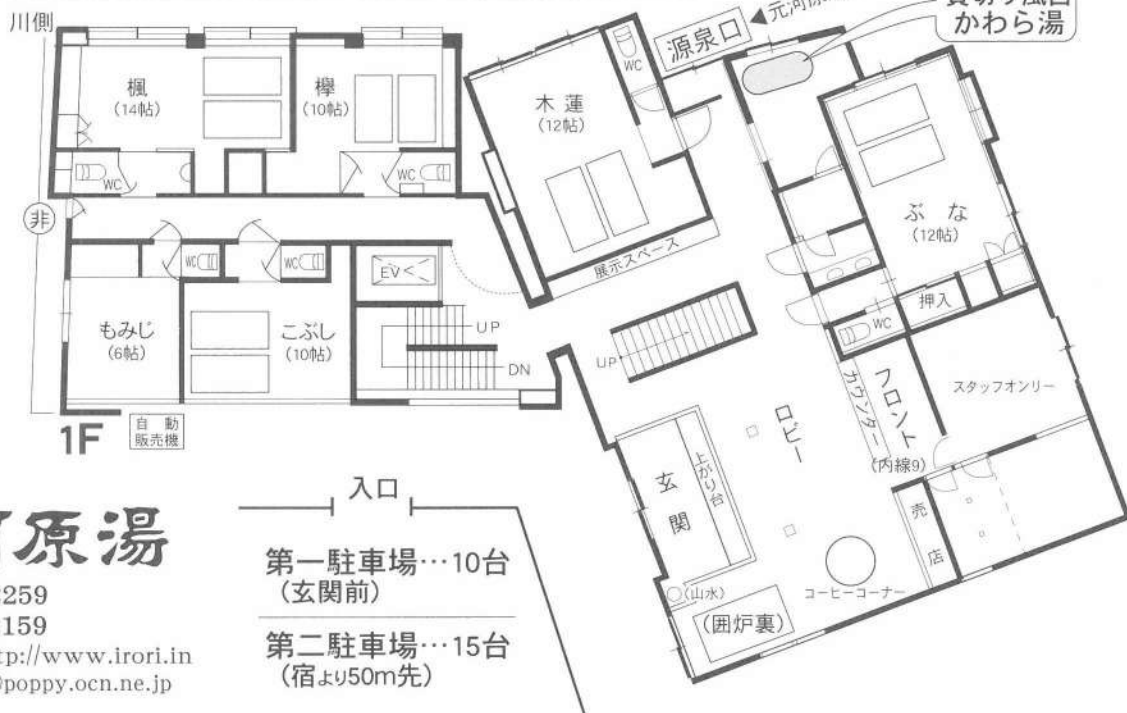 川側
楓
(14帖)
欅
(10帖)
WC
WC
非
もみじ
(6帖)
WC
こぶし
(10帖)
WC
EV
UP
DN
1F
自動
販売機
木蓮
(12帖)
WC
源泉口
かわら湯
ぶな
(12帖)
押入
WC
展示スペース
UP
ロビー
フロント
カウンター
(内線9)
スタッフオンリー
玄関
上がり台
売店
コーヒーコーナー
(山水)
(囲炉裏)
入口
第一駐車場…10台
(玄関前)
第二駐車場…15台
(宿より50m先)
原湯
259
159
tp://www.irori.in
@poppy.ocn.ne.jp